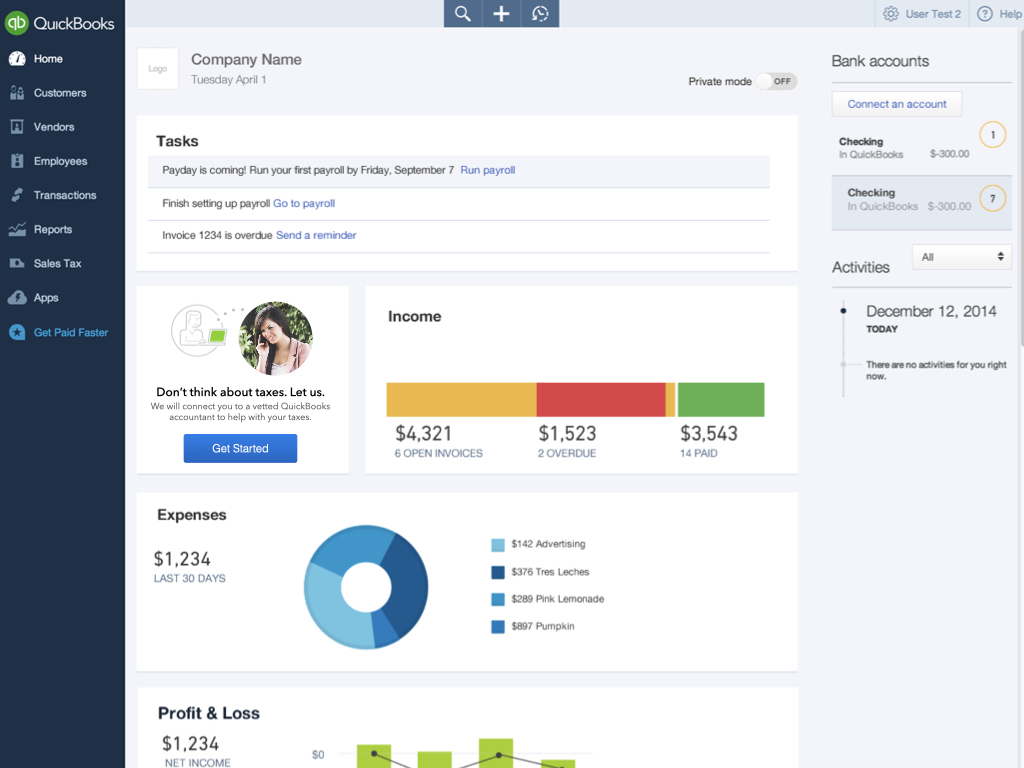 qb QuickBooks
User Test 2
Help
Home
Customers
Vendors
Employees
Transactions
Reports
Sales Tax
Apps
Get Paid Faster
Logo
Company Name
Tuesday April 1
Private mode OFF
Tasks
Payday is coming! Run your first payroll by Friday, September 7 Run payroll
Finish setting up payroll Go to payroll
Invoice 1234 is overdue Send a reminder
Don't think about taxes. Let us.
We will connect you to a vetted QuickBooks
accountant to help with your taxes.
Get Started
Income
$4,321
6 OPEN INVOICES
$1,523
2 OVERDUE
$3,543
14 PAID
Expenses
$1,234
LAST 30 DAYS
$142 Advertising
$376 Tres Leches
$289 Pink Lemonade
$897 Pumpkin
Profit & Loss
$1,234
NET INCOME
$0
Bank accounts
Connect an account
Checking
In QuickBooks $-300.00
1
Checking
In QuickBooks $-300.00
7
Activities
All
December 12, 2014
TODAY
There are no activities for you right
now.